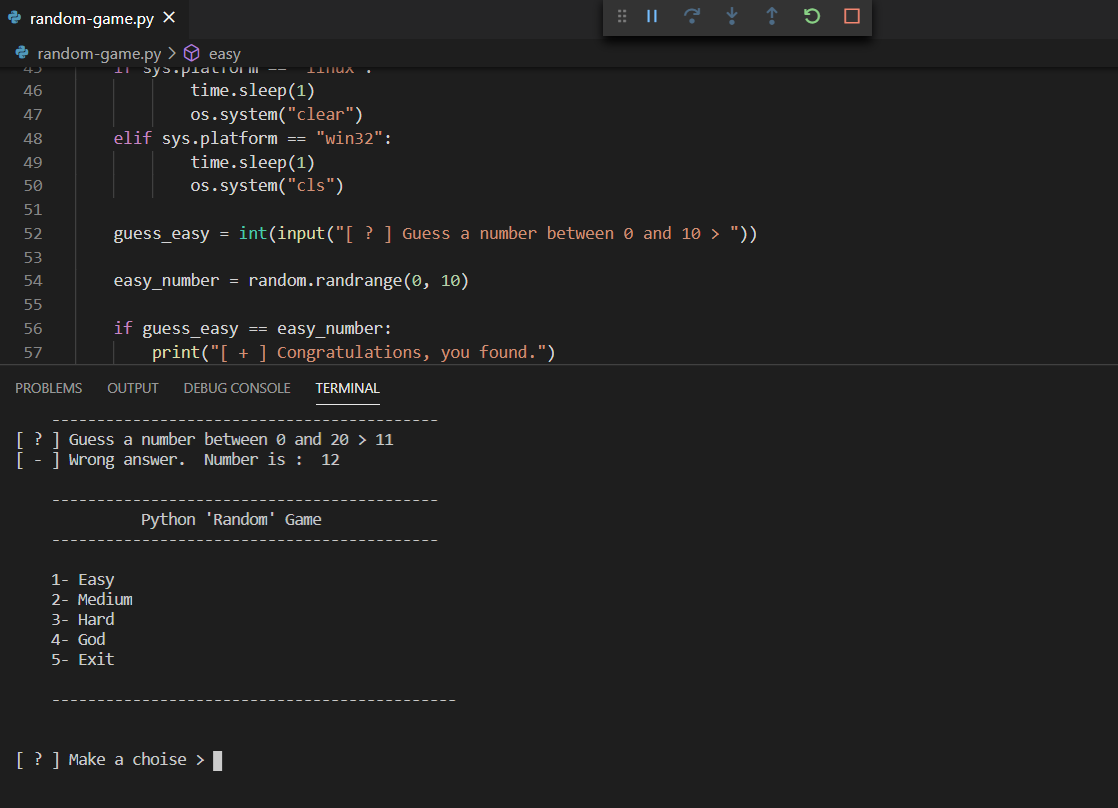 random-game.py
random-game.py > easy
45 if sys.platform == "linux":
46 time.sleep(1)
47 os.system("clear")
48 elif sys.platform == "win32":
49 time.sleep(1)
50 os.system("cls")
51
52 guess_easy = int(input("[ ? ] Guess a number between 0 and 10 > "))
53
54 easy_number = random.randrange(0, 10)
55
56 if guess_easy == easy_number:
57 print("[ + ] Congratulations, you found.")
PROBLEMS OUTPUT DEBUG CONSOLE TERMINAL
-------------------------------------------
[ ? ] Guess a number between 0 and 20 > 11
[ - ] Wrong answer.  Number is :  12
-------------------------------------------
Python 'Random' Game
-------------------------------------------
1- Easy
2- Medium
3- Hard
4- God
5- Exit
---------------------------------------------
[ ? ] Make a choise >